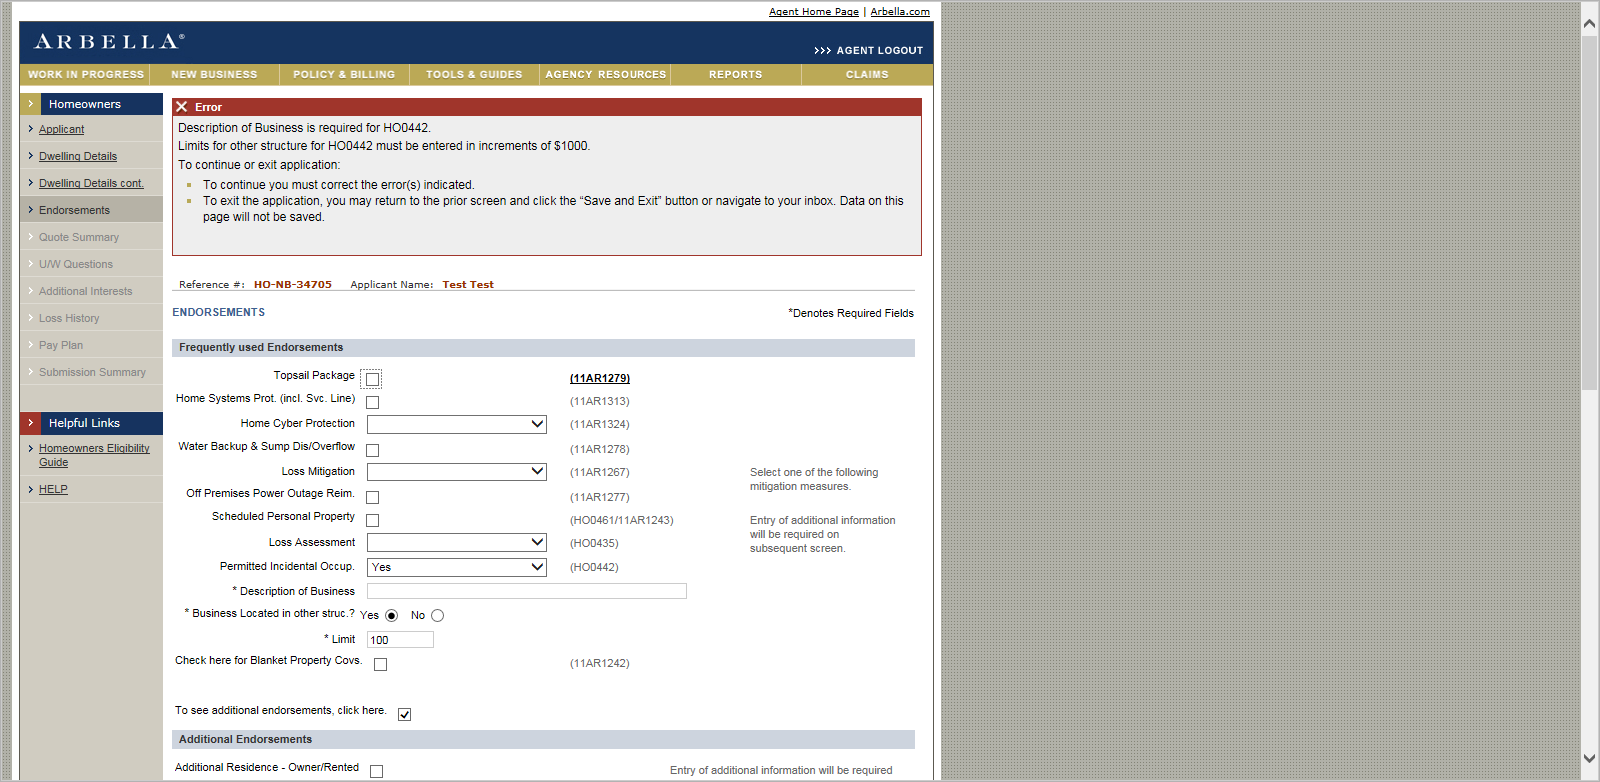 Agent Home Page | Arbella.com
ARBELLA®
>>> AGENT LOGOUT
WORK IN PROGRESS NEW BUSINESS POLICY & BILLING TOOLS & GUIDES AGENCY RESOURCES REPORTS CLAIMS
Homeowners
Applicant
Dwelling Details
Dwelling Details cont.
Endorsements
Quote Summary
U/W Questions
Additional Interests
Loss History
Pay Plan
Submission Summary
Helpful Links
Homeowners Eligibility
Guide
HELP
Error
Description of Business is required for HO0442.
Limits for other structure for HO0442 must be entered in increments of $1000.
To continue or exit application:
To continue you must correct the error(s) indicated.
To exit the application, you may return to the prior screen and click the “Save and Exit” button or navigate to your inbox. Data on this
page will not be saved.
Reference #: HO-NB-34705 Applicant Name: Test Test
ENDORSEMENTS
*Denotes Required Fields
Frequently used Endorsements
Topsail Package (11AR1279)
Home Systems Prot. (incl. Svc. Line) (11AR1313)
Home Cyber Protection (11AR1324)
Water Backup & Sump Dis/Overflow (11AR1278)
Loss Mitigation (11AR1267) Select one of the following
mitigation measures.
Off Premises Power Outage Reim. (11AR1277)
Scheduled Personal Property (HO0461/11AR1243) Entry of additional information
will be required on
subsequent screen.
Loss Assessment (HO0435)
Permitted Incidental Occup. Yes (HO0442)
* Description of Business
* Business Located in other struc.? Yes No
* Limit 100
Check here for Blanket Property Covs. (11AR1242)
To see additional endorsements, click here.
Additional Endorsements
Additional Residence - Owner/Rented Entry of additional information will be required